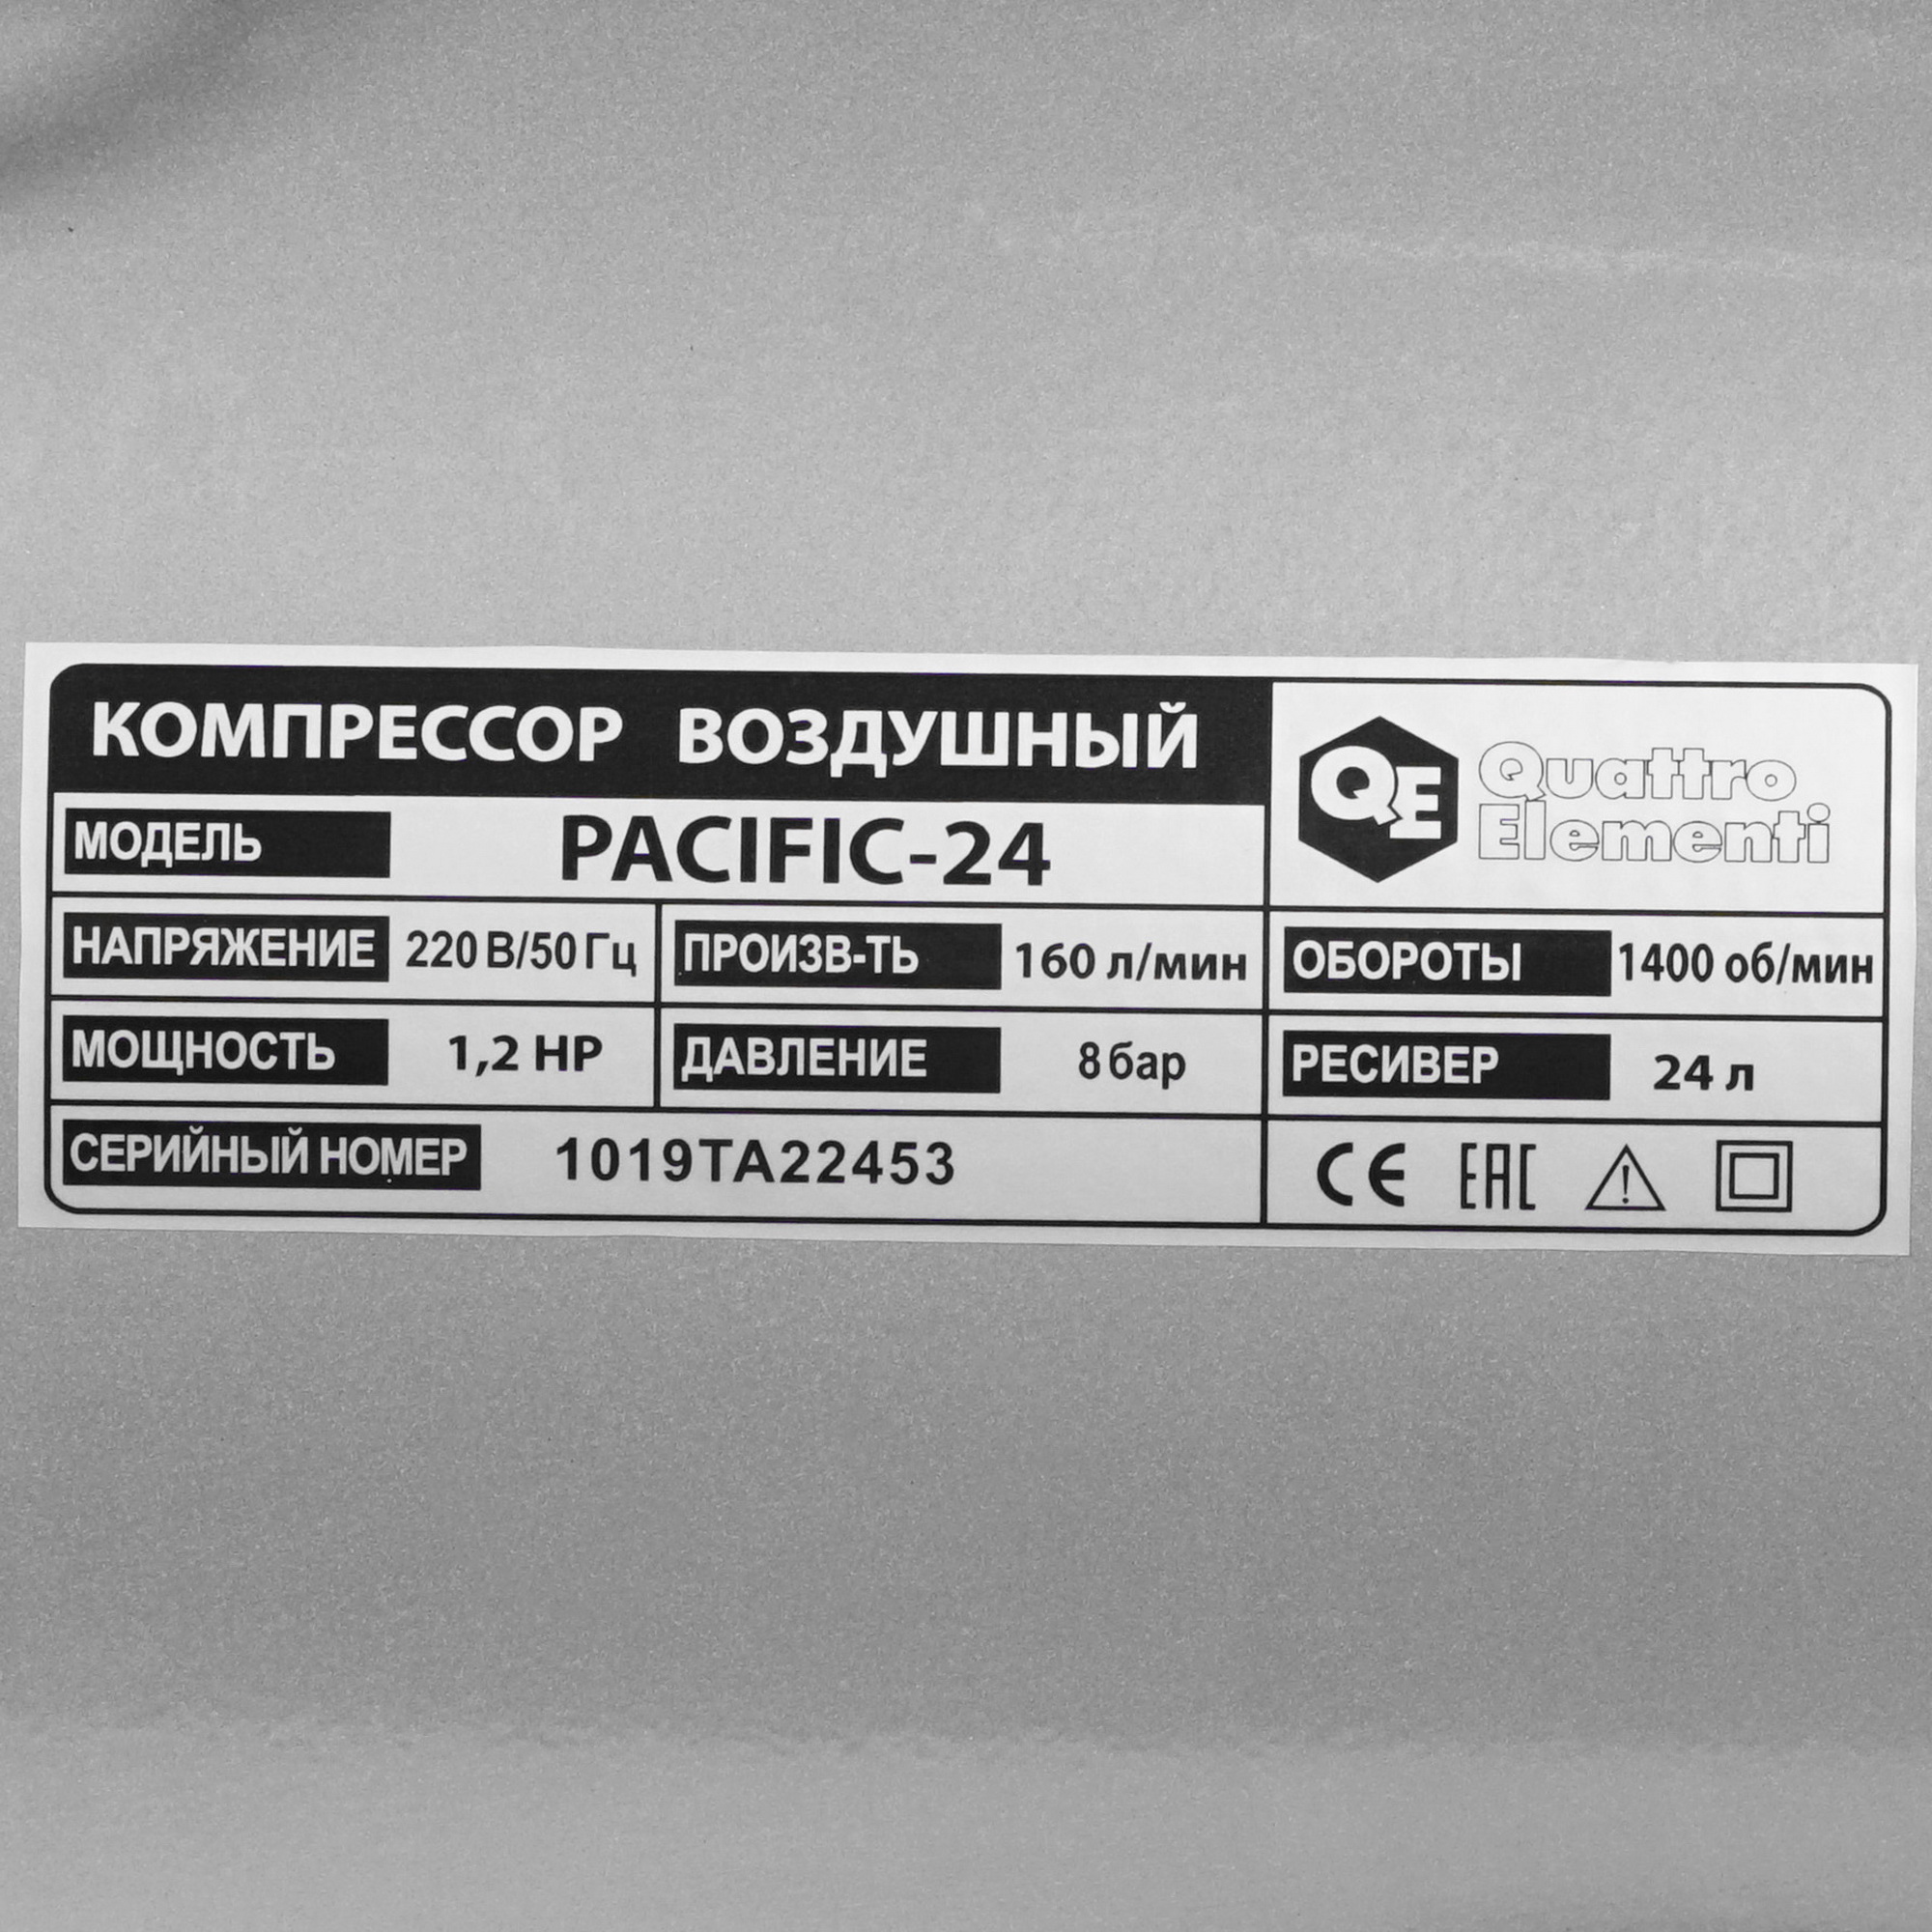 КОМПРЕССОР ВОЗДУШНЫЙ
QE Quattro
Elementi
МОДЕЛЬ PACIFIC-24
НАПРЯЖЕНИЕ 220 В/50 Гц ПРОИЗВ-ТЬ 160 л/мин ОБОРОТЫ 1400 об/мин
МОЩНОСТЬ 1,2 HP ДАВЛЕНИЕ 8 бар РЕСИВЕР 24 л
СЕРИЙНЫЙ НОМЕР 1019TA22453 CE EAC